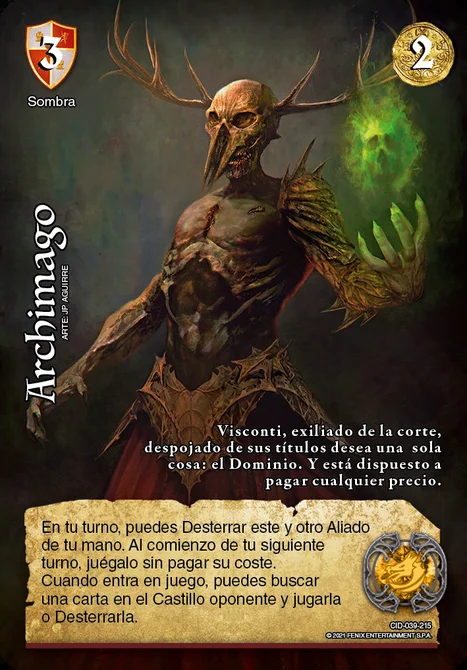 3
2
Sombra
Archimago
ARTE: JP. AGUIRRE
Visconti, exiliado de la corte,
despojado de sus títulos desea una sola
cosa: el Dominio. Y está dispuesto a
pagar cualquier precio.
En tu turno, puedes Desterrar este y otro Aliado
de tu mano. Al comienzo de tu siguiente
turno, juégalo sin pagar su coste.
Cuando entra en juego, puedes buscar
una carta en el Castillo oponente y jugarla
o Desterrarla.
CID-039-215
©2021 FENIX ENTERTAINMENT S.P.A.